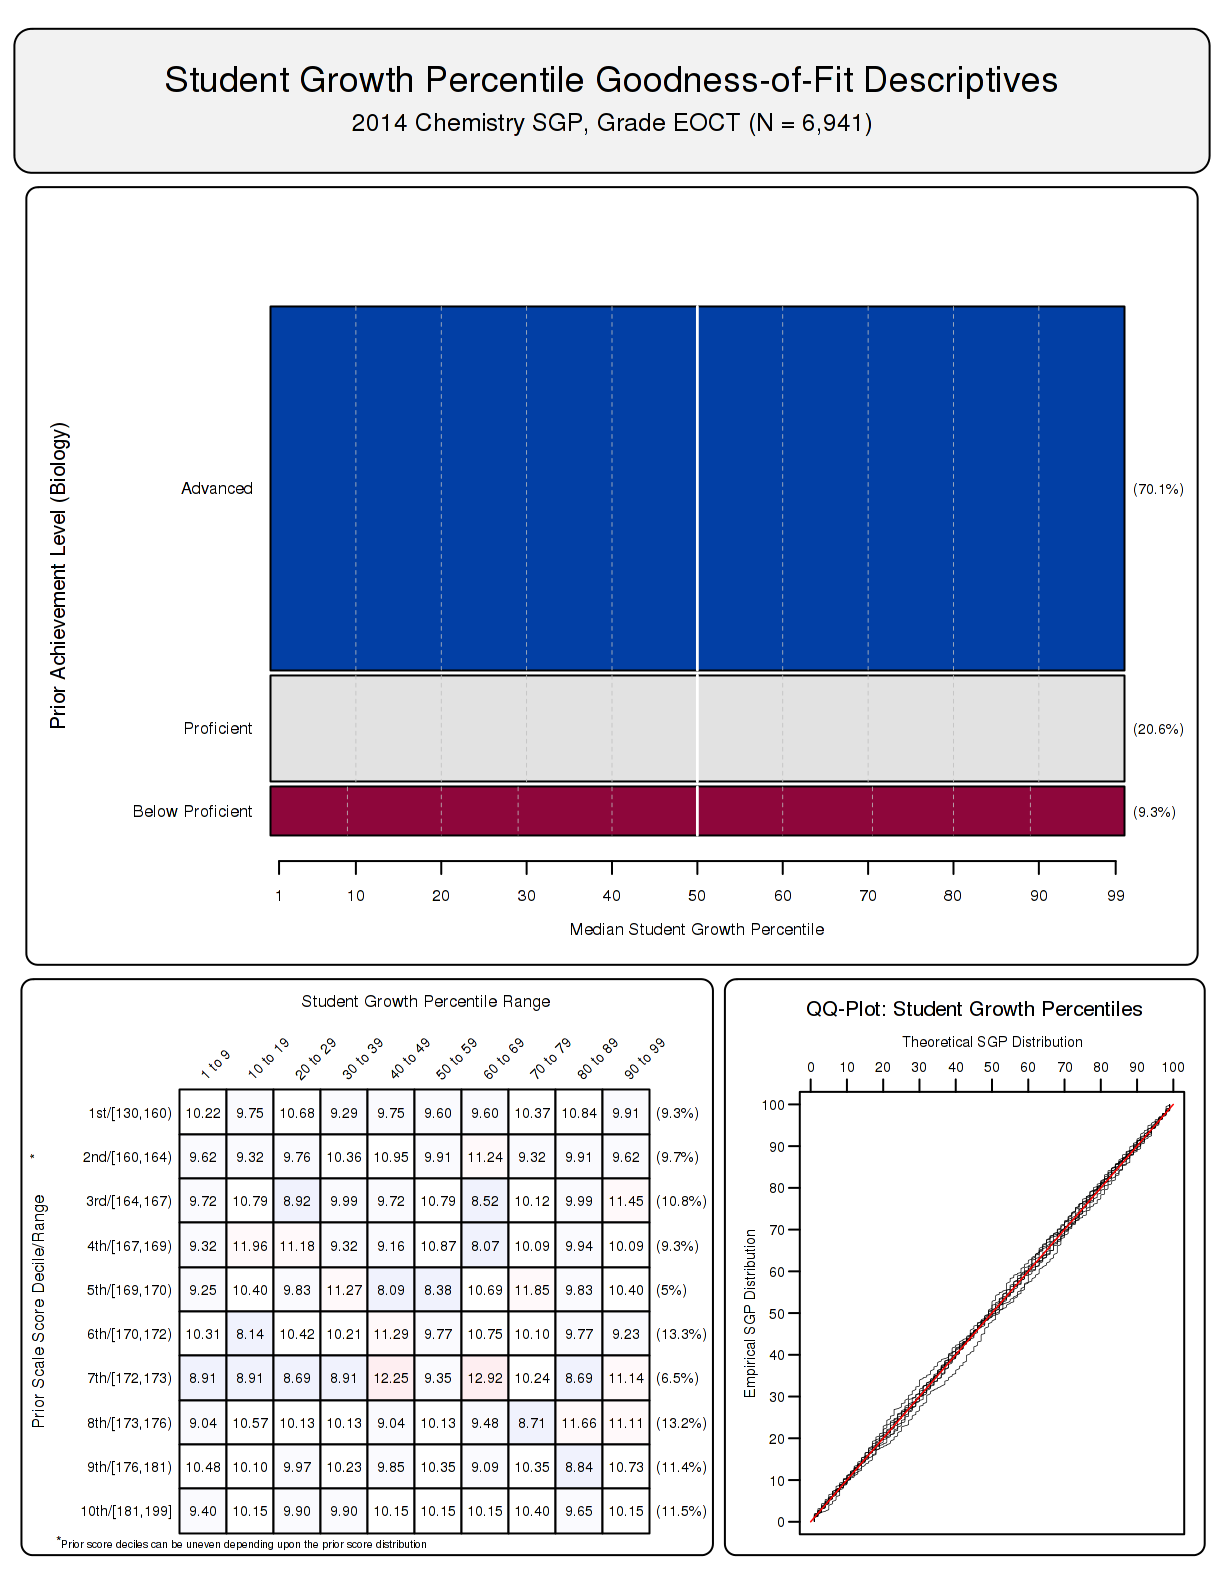 Student Growth Percentile Goodness-of-Fit Descriptives
2014 Chemistry SGP, Grade EOCT (N = 6,941)
Prior Achievement Level (Biology)
Advanced
(70.1%)
Proficient
(20.6%)
Below Proficient
(9.3%)
1 10 20 30 40 50 60 70 80 90 99
Median Student Growth Percentile
Student Growth Percentile Range
1 to 9 10 to 19 20 to 29 30 to 39 40 to 49 50 to 59 60 to 69 70 to 79 80 to 89 90 to 99
* Prior Scale Score Decile/Range
1st/[130,160) 10.22 9.75 10.68 9.29 9.75 9.60 9.60 10.37 10.84 9.91 (9.3%)
2nd/[160,164) 9.62 9.32 9.76 10.36 10.95 9.91 11.24 9.32 9.91 9.62 (9.7%)
3rd/[164,167) 9.72 10.79 8.92 9.99 9.72 10.79 8.52 10.12 9.99 11.45 (10.8%)
4th/[167,169) 9.32 11.96 11.18 9.32 9.16 10.87 8.07 10.09 9.94 10.09 (9.3%)
5th/[169,170) 9.25 10.40 9.83 11.27 8.09 8.38 10.69 11.85 9.83 10.40 (5%)
6th/[170,172) 10.31 8.14 10.42 10.21 11.29 9.77 10.75 10.10 9.77 9.23 (13.3%)
7th/[172,173) 8.91 8.91 8.69 8.91 12.25 9.35 12.92 10.24 8.69 11.14 (6.5%)
8th/[173,176) 9.04 10.57 10.13 10.13 9.04 10.13 9.48 8.71 11.66 11.11 (13.2%)
9th/[176,181) 10.48 10.10 9.97 10.23 9.85 10.35 9.09 10.35 8.84 10.73 (11.4%)
10th/[181,199] 9.40 10.15 9.90 9.90 10.15 10.15 10.15 10.40 9.65 10.15 (11.5%)
*Prior score deciles can be uneven depending upon the prior score distribution
QQ-Plot: Student Growth Percentiles
Theoretical SGP Distribution
0 10 20 30 40 50 60 70 80 90 100
Empirical SGP Distribution
100
90
80
70
60
50
40
30
20
10
0